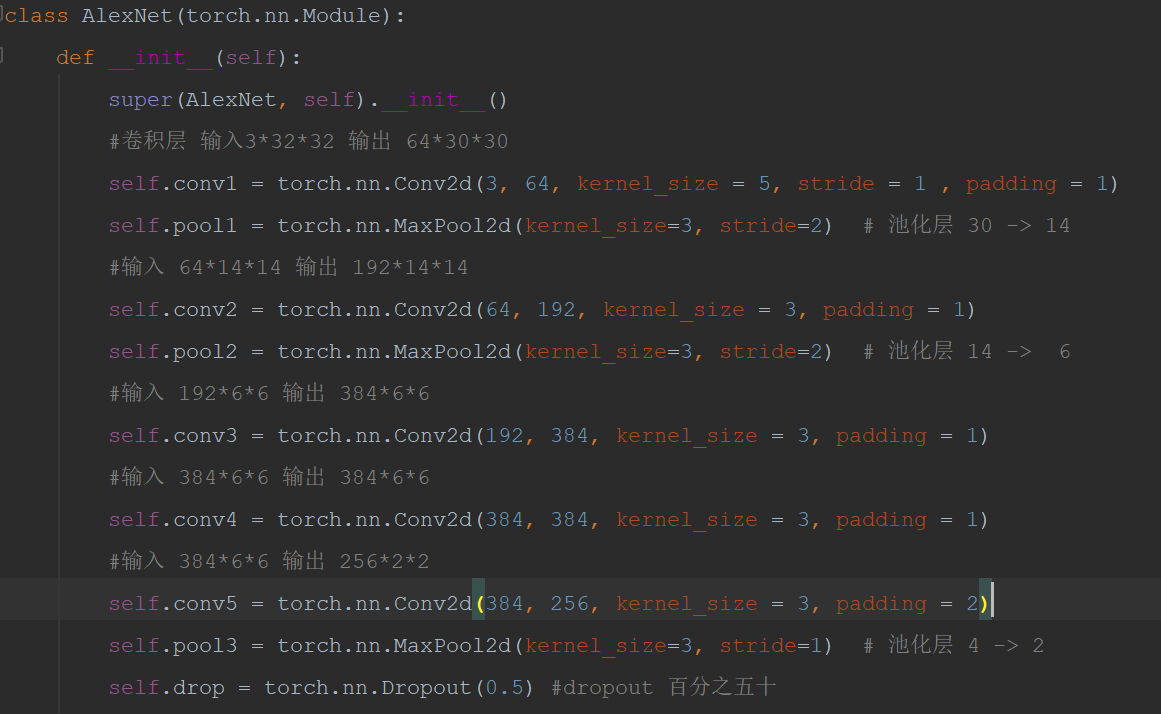 class AlexNet(torch.nn.Module):
    def __init__(self):
        super(AlexNet, self).__init__()
        #卷积层 输入3*32*32 输出 64*30*30
        self.conv1 = torch.nn.Conv2d(3, 64, kernel_size = 5, stride = 1 , padding = 1)
        self.pool1 = torch.nn.MaxPool2d(kernel_size=3, stride=2)  # 池化层 30 -> 14
        #输入 64*14*14 输出 192*14*14
        self.conv2 = torch.nn.Conv2d(64, 192, kernel_size = 3, padding = 1)
        self.pool2 = torch.nn.MaxPool2d(kernel_size=3, stride=2)  # 池化层 14 ->  6
        #输入 192*6*6 输出 384*6*6
        self.conv3 = torch.nn.Conv2d(192, 384, kernel_size = 3, padding = 1)
        #输入 384*6*6 输出 384*6*6
        self.conv4 = torch.nn.Conv2d(384, 384, kernel_size = 3, padding = 1)
        #输入 384*6*6 输出 256*2*2
        self.conv5 = torch.nn.Conv2d(384, 256, kernel_size = 3, padding = 2)
        self.pool3 = torch.nn.MaxPool2d(kernel_size=3, stride=1)  # 池化层 4 -> 2
        self.drop = torch.nn.Dropout(0.5) #dropout 百分之五十